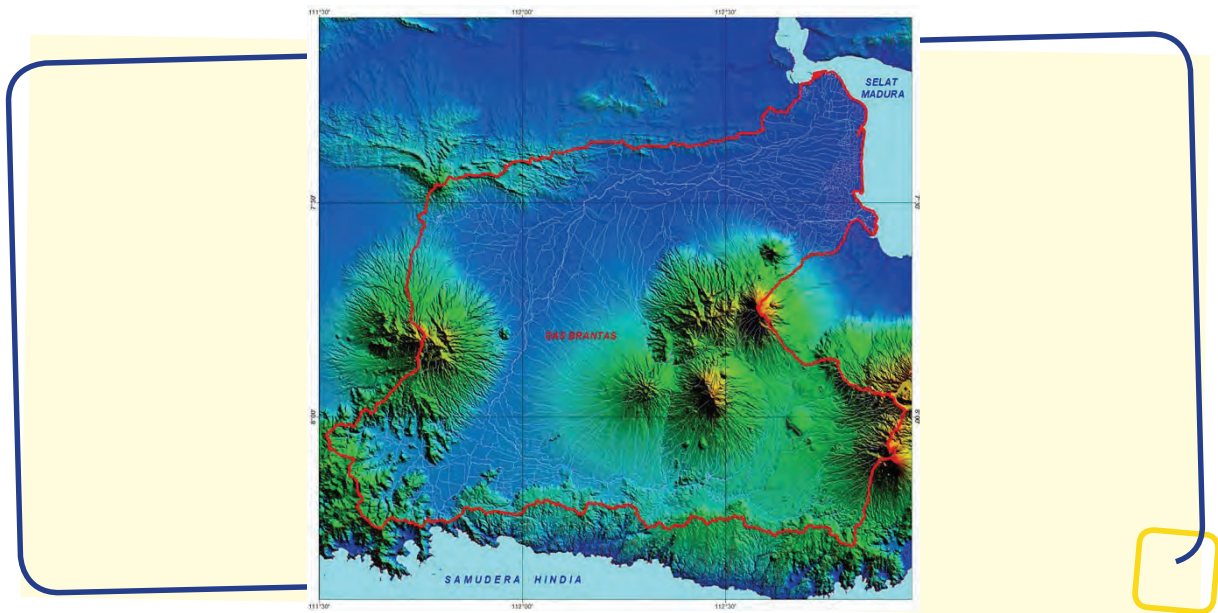 111°30'
112°00'
112°30'
SELAT
MADURA
7°30'
7°30'
DAS BRANTAS
8°00'
8°00'
SAMUDERA HINDIA
111°30'
112°00'
112°30'